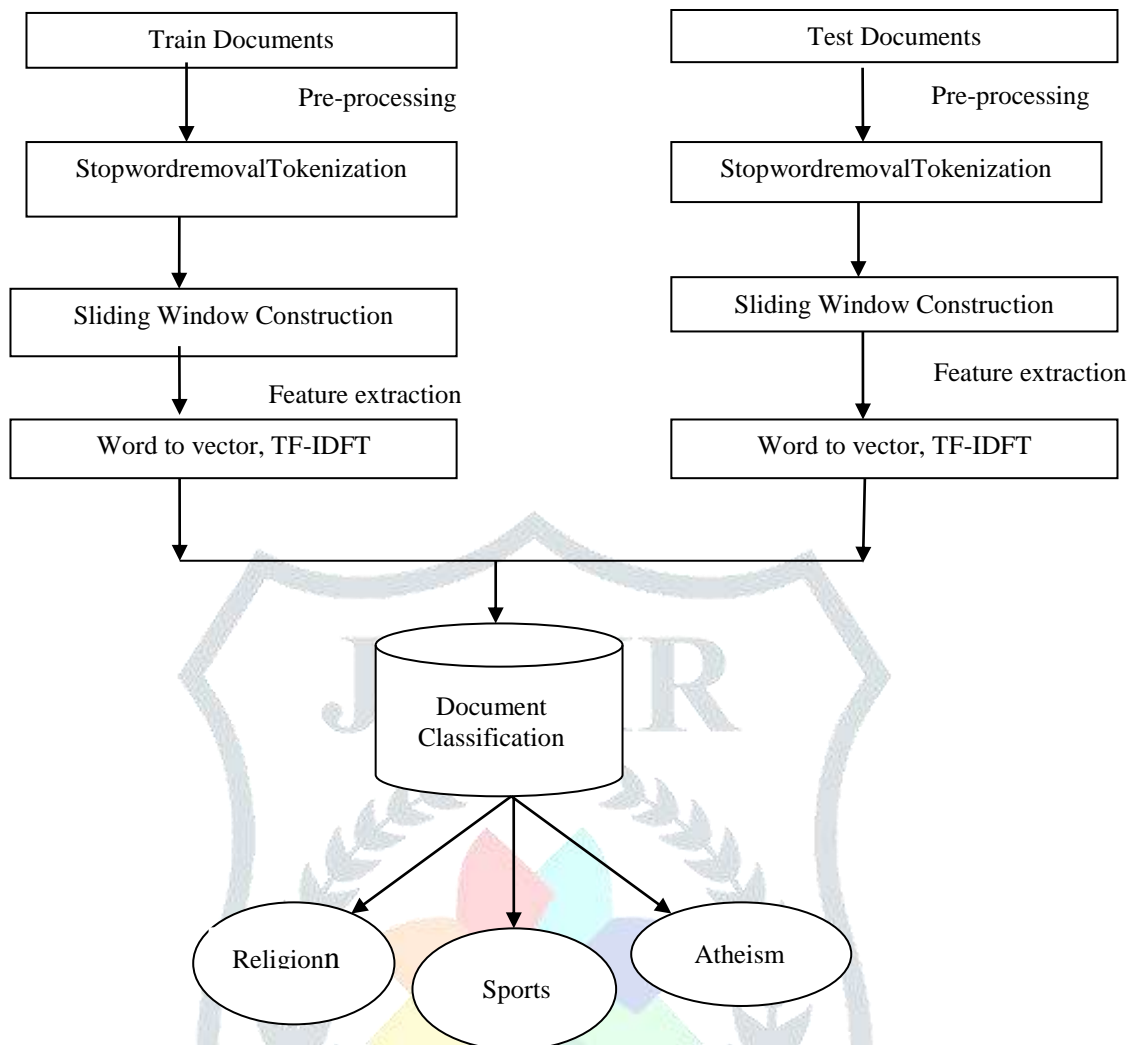 Train Documents
Test Documents
Pre-processing
Pre-processing
StopwordremovalTokenization
StopwordremovalTokenization
Sliding Window Construction
Sliding Window Construction
Feature extraction
Feature extraction
Word to vector, TF-IDFT
Word to vector, TF-IDFT
Document
Classification
Religionn
Sports
Atheism